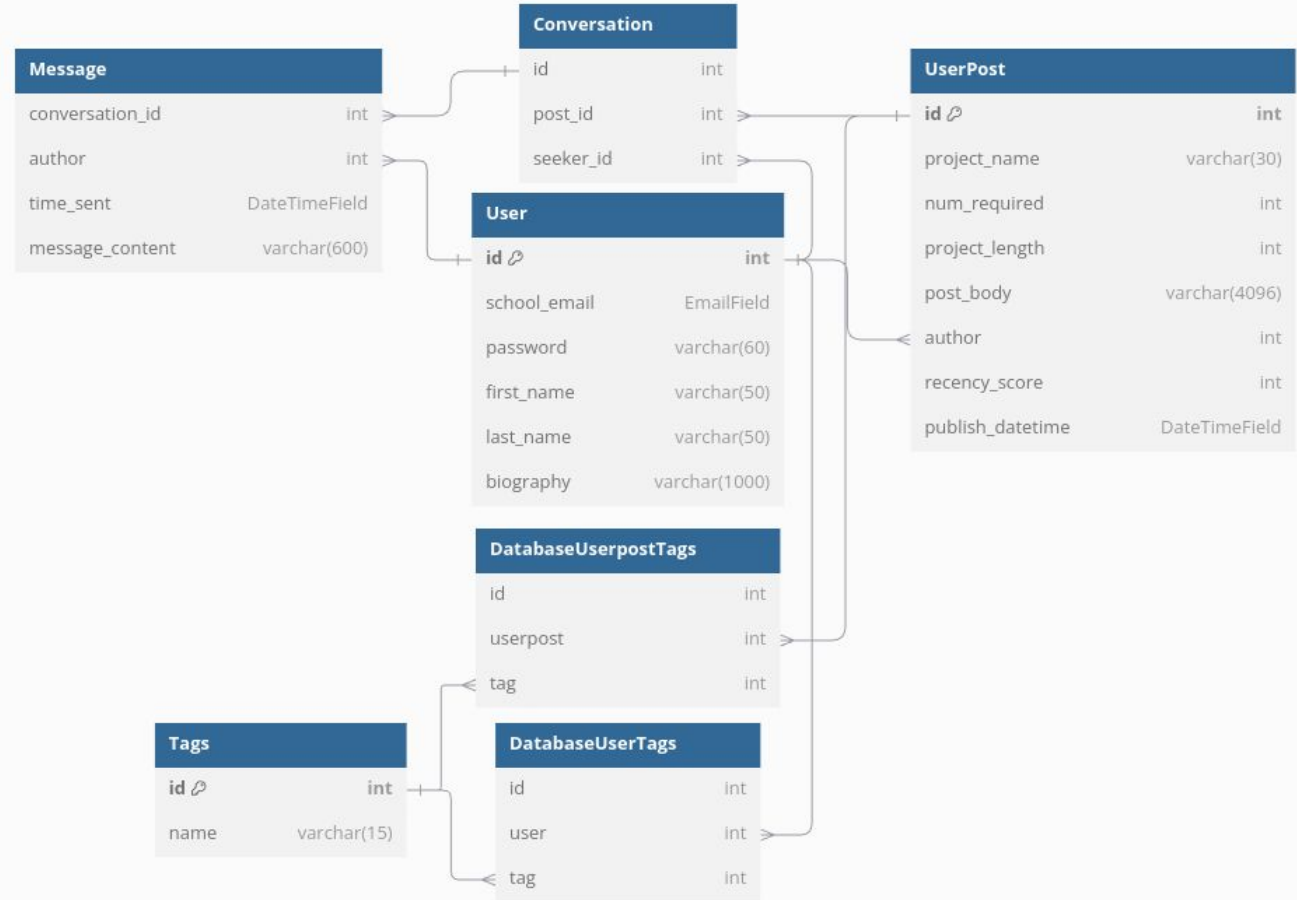 Conversation
id int
post_id int
seeker_id int
Message
conversation_id int
author int
time_sent DateTimeField
message_content varchar(600)
UserPost
id int
project_name varchar(30)
num_required int
project_length int
post_body varchar(4096)
author int
recency_score int
publish_datetime DateTimeField
User
id int
school_email EmailField
password varchar(60)
first_name varchar(50)
last_name varchar(50)
biography varchar(1000)
DatabaseUserpostTags
id int
userpost int
tag int
Tags
id int
name varchar(15)
DatabaseUserTags
id int
user int
tag int